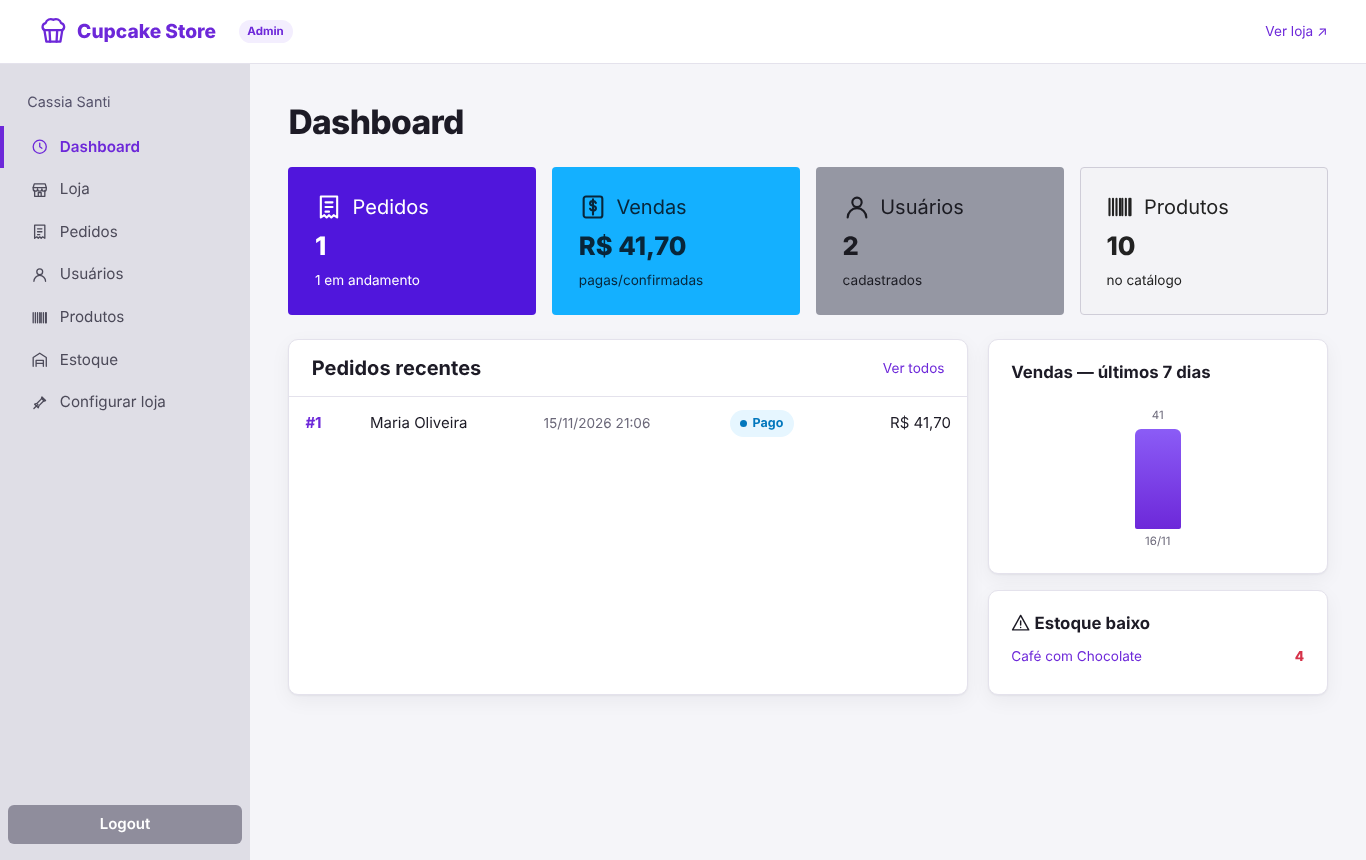 Cupcake Store
Admin
Ver loja ↗
Cassia Santi
Dashboard
Loja
Pedidos
Usuários
Produtos
Estoque
Configurar loja
Logout
Dashboard
Pedidos
1
1 em andamento
Vendas
R$ 41,70
pagas/confirmadas
Usuários
2
cadastrados
Produtos
10
no catálogo
Pedidos recentes
Ver todos
#1 Maria Oliveira 15/11/2026 21:06 Pago R$ 41,70
Vendas — últimos 7 dias
41
16/11
Estoque baixo
Café com Chocolate 4